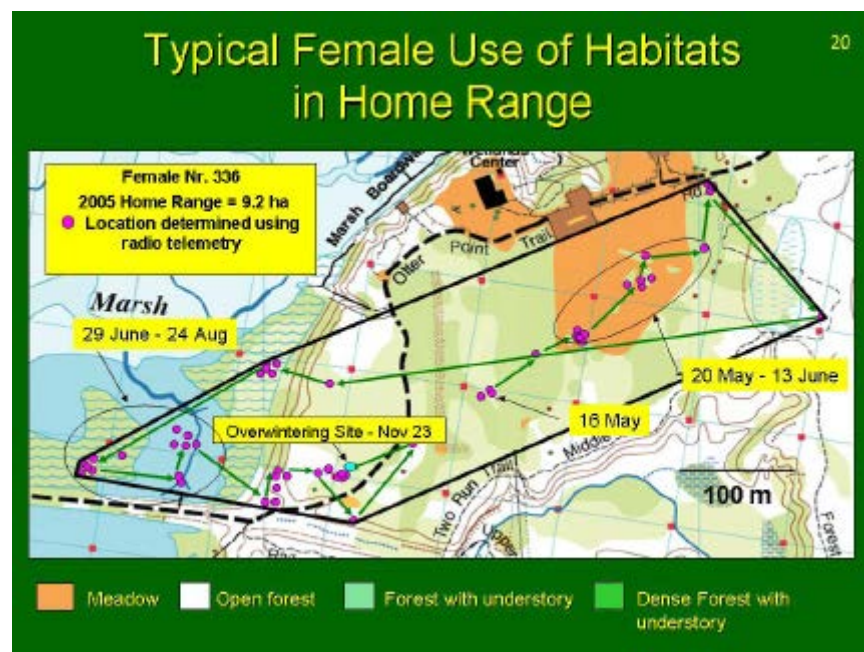 Typical Female Use of Habitats
in Home Range
20
Female Nr. 336
2005 Home Range = 9.2 ha
Location determined using
radio telemetry
Center
Marsh
Otter Point Trail
Marsh
29 June - 24 Aug
20 May - 13 June
16 May
Overwintering Site - Nov 23
Two Run Trail
Middle
Upper
Forest
100 m
Meadow
Open forest
Forest with understory
Dense Forest with
understory